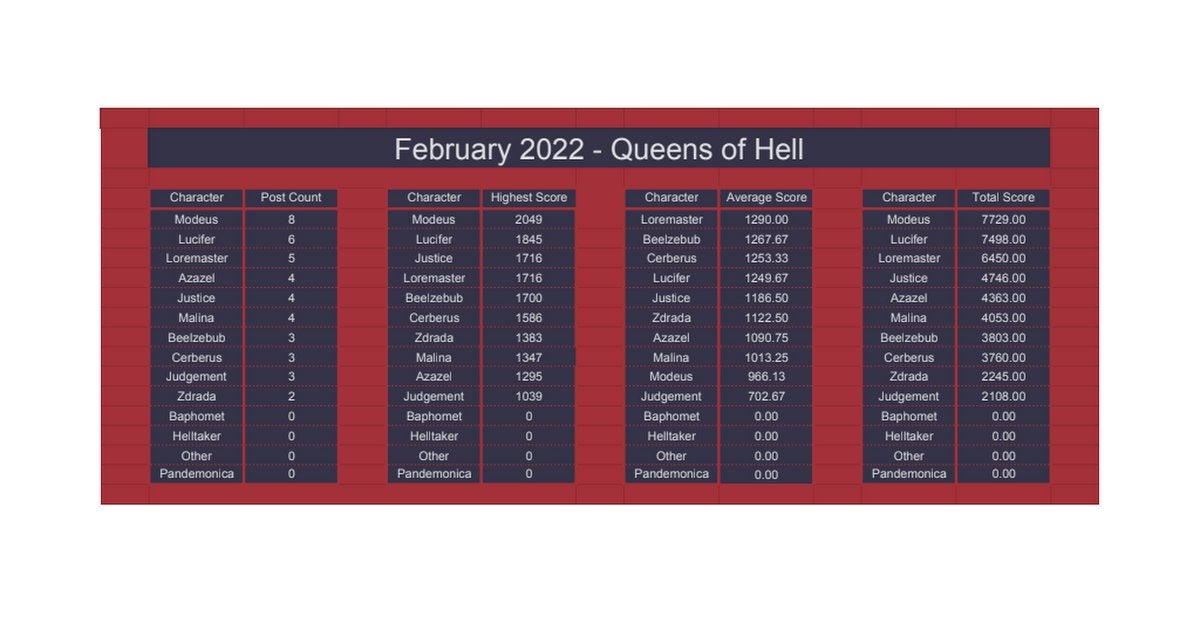 February 2022 - Queens of Hell
Character Post Count Character Highest Score Character Average Score Character Total Score
Modeus 8 Modeus 2049 Loremaster 1290.00 Modeus 7729.00
Lucifer 6 Lucifer 1845 Beelzebub 1267.67 Lucifer 7498.00
Loremaster 5 Justice 1716 Cerberus 1253.33 Loremaster 6450.00
Azazel 4 Loremaster 1716 Lucifer 1249.67 Justice 4746.00
Justice 4 Beelzebub 1700 Justice 1186.50 Azazel 4363.00
Malina 4 Cerberus 1586 Zdrada 1122.50 Malina 4053.00
Beelzebub 3 Zdrada 1383 Azazel 1090.75 Beelzebub 3803.00
Cerberus 3 Malina 1347 Malina 1013.25 Cerberus 3760.00
Judgement 3 Azazel 1295 Modeus 966.13 Zdrada 2245.00
Zdrada 2 Judgement 1039 Judgement 702.67 Judgement 2108.00
Baphomet 0 Baphomet 0 Baphomet 0.00 Baphomet 0.00
Helltaker 0 Helltaker 0 Helltaker 0.00 Helltaker 0.00
Other 0 Other 0 Other 0.00 Other 0.00
Pandemonica 0 Pandemonica 0 Pandemonica 0.00 Pandemonica 0.00